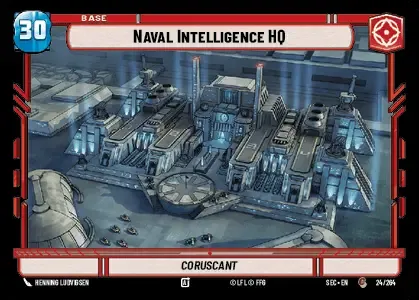 30
BASE
NAVAL INTELLIGENCE HQ
CORUSCANT
HENNING LUDVIGSEN
©LFL © FFG
SEC • EN
24/264